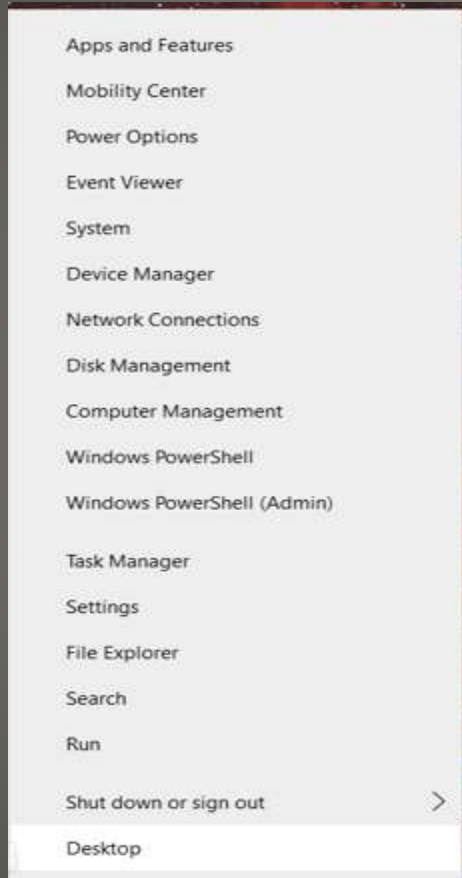 Apps and Features
Mobility Center
Power Options
Event Viewer
System
Device Manager
Network Connections
Disk Management
Computer Management
Windows PowerShell
Windows PowerShell (Admin)
Task Manager
Settings
File Explorer
Search
Run
Shut down or sign out
Desktop